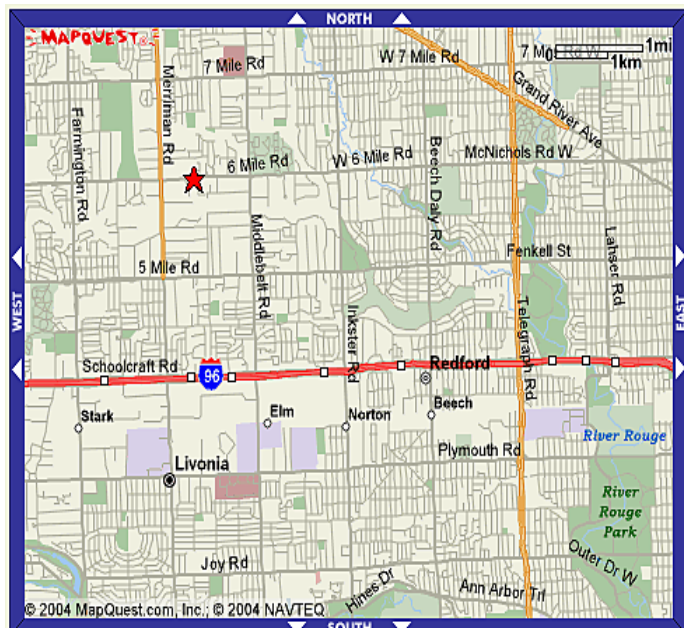 NORTH
MAPQUEST
7 Mile Rd
W 7 Mile Rd
7 M Rd W
0 1mi
1km
Grand River Ave
Merriman Rd
Farmington Rd
6 Mile Rd
W 6 Mile Rd
McNichols Rd W
Beech Daly Rd
Middlebelt Rd
5 Mile Rd
Fenkell St
Lahser Rd
WEST
EAST
Inkster Rd
Telegraph Rd
Schoolcraft Rd
96
Redford
Stark
Elm
Norton
Beech
River Rouge
Plymouth Rd
Livonia
River
Rouge
Park
Joy Rd
Outer Dr W
Hines Dr
Ann Arbor Trl
© 2004 MapQuest.com, Inc.; © 2004 NAVTEQ
SOUTH